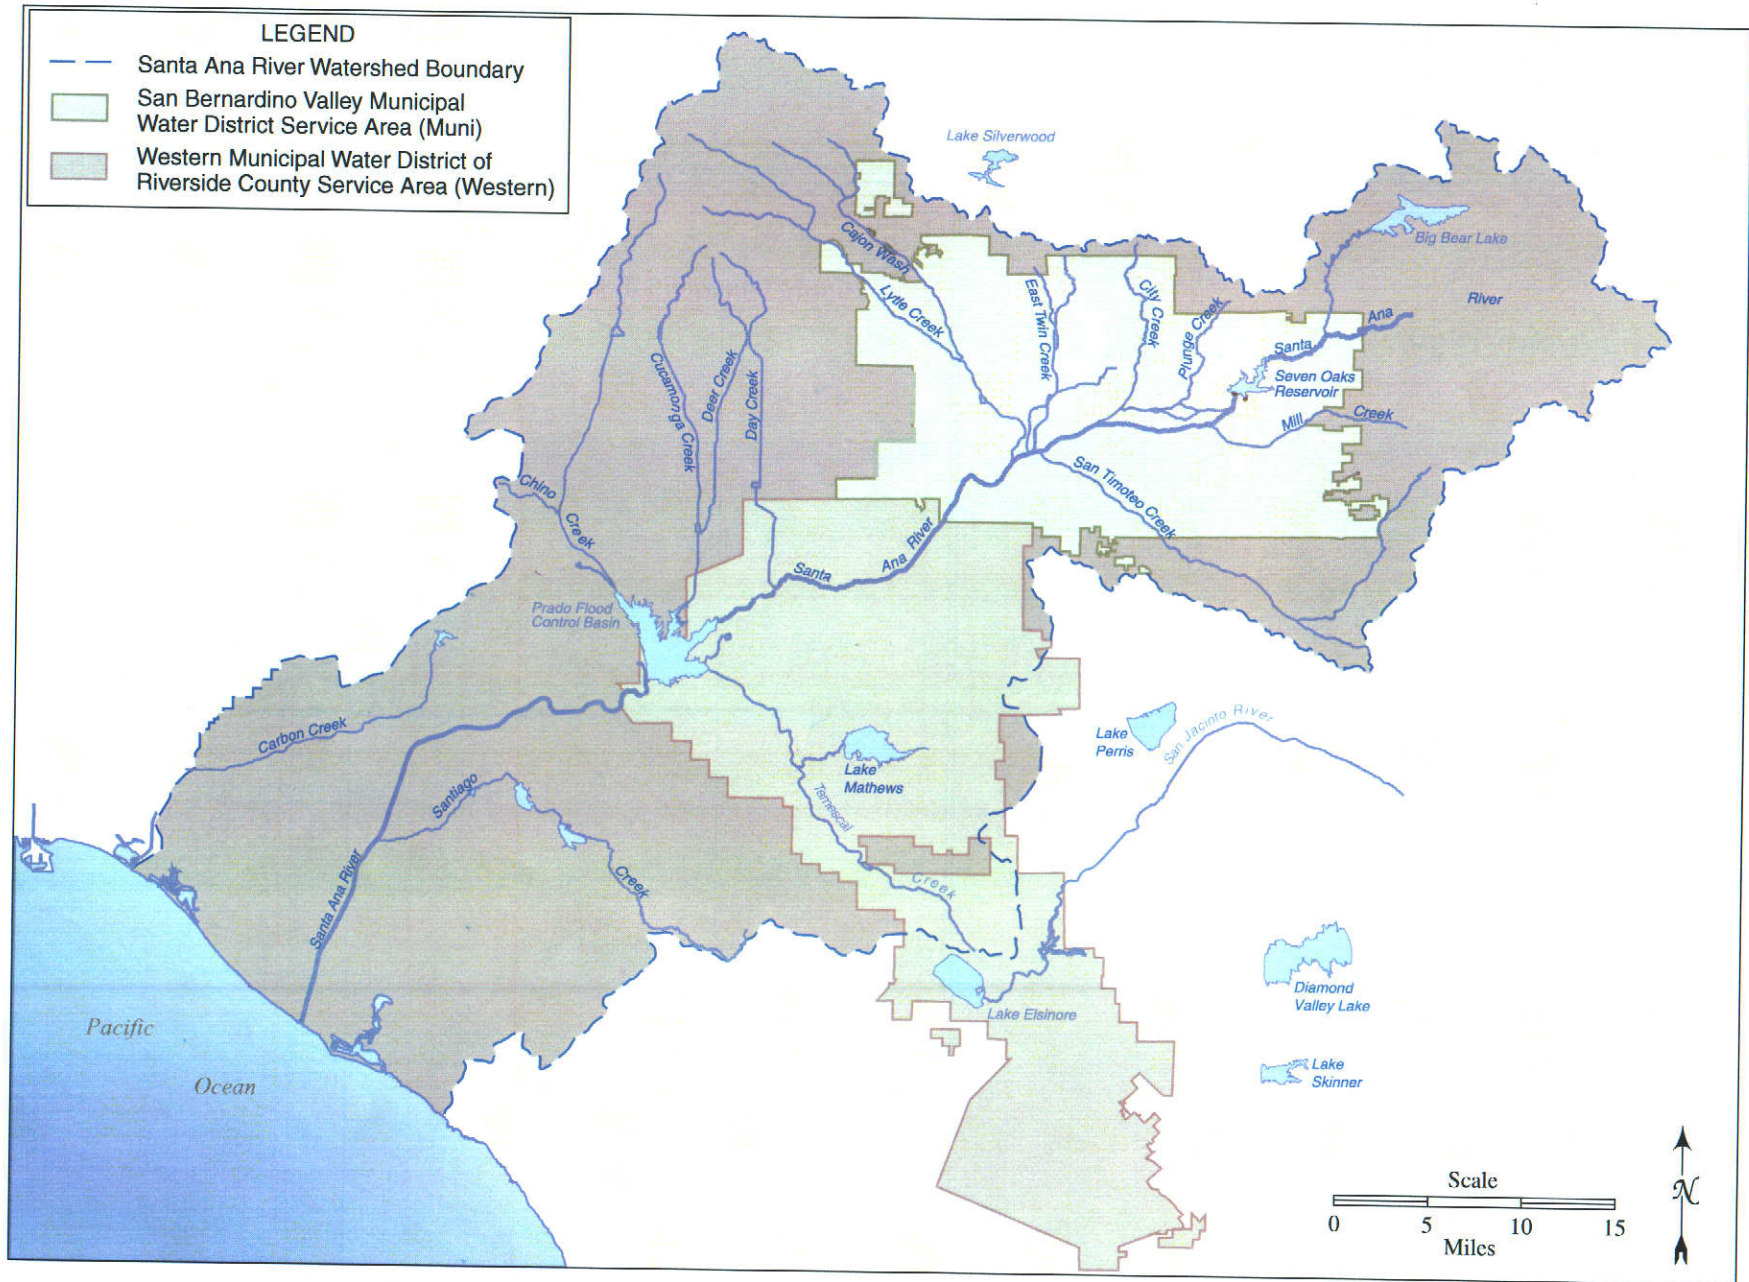 LEGEND
Santa Ana River Watershed Boundary
San Bernardino Valley Municipal
Water District Service Area (Muni)
Western Municipal Water District of
Riverside County Service Area (Western)
Lake Silverwood
Big Bear Lake
Cajon Wash
Lytle Creek
East Twin Creek
City Creek
Plunge Creek
Santa Ana River
Seven Oaks
Reservoir
Mill Creek
Cucamonga Creek
Deer Creek
Day Creek
San Timoteo Creek
Chino Creek
Santa Ana River
Prado Flood
Control Basin
Carbon Creek
Santiago Creek
Santa Ana River
Lake
Mathews
Temescal Creek
Lake
Perris
San Jacinto River
Diamond
Valley Lake
Lake Elsinore
Lake
Skinner
Pacific
Ocean
Scale
0 5 10 15
Miles
N